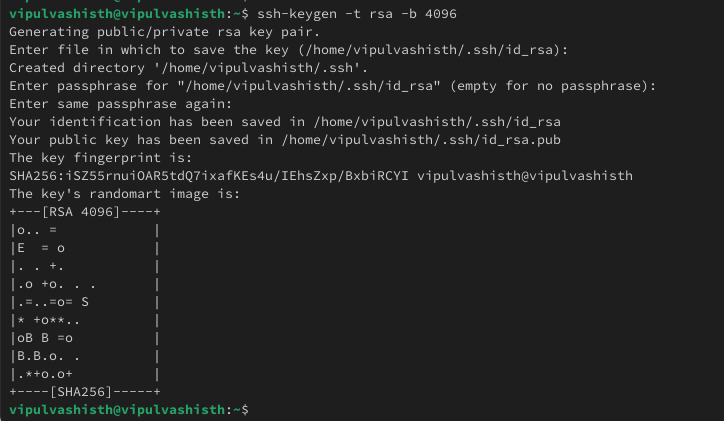 vipulvashisth@vipulvashisth:~$ ssh-keygen -t rsa -b 4096
Generating public/private rsa key pair.
Enter file in which to save the key (/home/vipulvashisth/.ssh/id_rsa):
Created directory '/home/vipulvashisth/.ssh'.
Enter passphrase for "/home/vipulvashisth/.ssh/id_rsa" (empty for no passphrase):
Enter same passphrase again:
Your identification has been saved in /home/vipulvashisth/.ssh/id_rsa
Your public key has been saved in /home/vipulvashisth/.ssh/id_rsa.pub
The key fingerprint is:
SHA256:iSZ55rnuiOAR5tdQ7ixafKEs4u/IEhsZxp/BxbiRCYI vipulvashisth@vipulvashisth
The key's randomart image is:
+---[RSA 4096]----+
|o.. =            |
|E  = o           |
|. . +.           |
|.o +o. . .       |
|.=..=o= S        |
|* +o**..         |
|oB B =o          |
|B.B.o. .         |
|.*+o.o+          |
+----[SHA256]-----+
vipulvashisth@vipulvashisth:~$